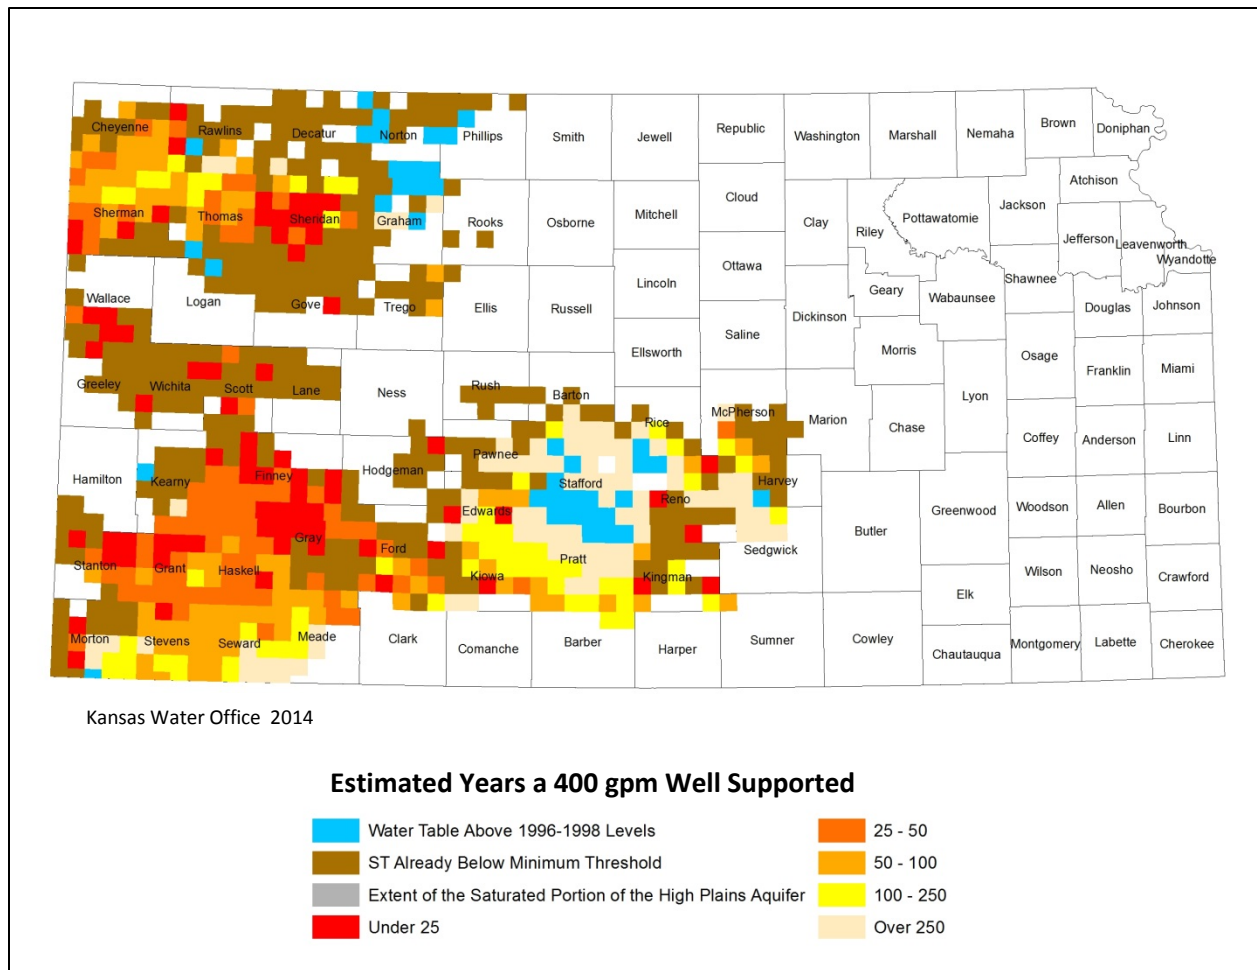 Cheyenne Rawlins Decatur Norton Phillips Smith Jewell Republic Washington Marshall Nemaha Brown Doniphan
Atchison
Sherman Thomas Sheridan Graham Rooks Osborne Mitchell Cloud Clay Riley Pottawatomie Jackson
Jefferson Leavenworth
Wyandotte
Ottawa Shawnee
Wallace Logan Gove Trego Ellis Russell Lincoln Geary Wabaunsee Douglas Johnson
Saline Dickinson
Ellsworth Morris Osage Franklin Miami
Greeley Wichita Scott Lane Ness Rush Barton
Rice McPherson Marion Chase Lyon
Coffey Anderson Linn
Hamilton Kearny Finney Hodgeman Pawnee Stafford Reno Harvey
Edwards Butler Greenwood Woodson Allen Bourbon
Stanton Grant Haskell Gray Ford Kiowa Pratt Kingman Sedgwick
Wilson Neosho Crawford
Elk
Morton Stevens Seward Meade Clark Comanche Barber Harper Sumner Cowley
Chautauqua Montgomery Labette Cherokee
Kansas Water Office 2014
Estimated Years a 400 gpm Well Supported
Water Table Above 1996-1998 Levels
ST Already Below Minimum Threshold
Extent of the Saturated Portion of the High Plains Aquifer
Under 25
25 - 50
50 - 100
100 - 250
Over 250